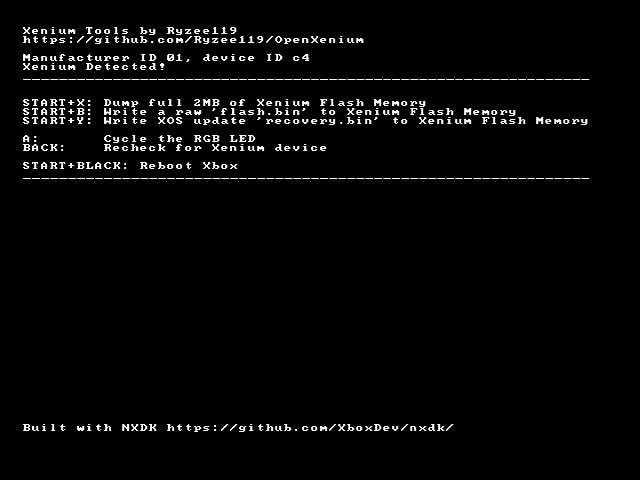 Xenium Tools by Ryzee119
https://github.com/Ryzee119/OpenXenium
Manufacturer ID 01, device ID c4
Xenium Detected!
START+X: Dump full 2MB of Xenium Flash Memory
START+B: Write a raw 'flash.bin' to Xenium Flash Memory
START+Y: Write XOS update 'recovery.bin' to Xenium Flash Memory
A: Cycle the RGB LED
BACK: Recheck for Xenium device
START+BLACK: Reboot Xbox
Built with NXDK https://github.com/XboxDev/nxdk/